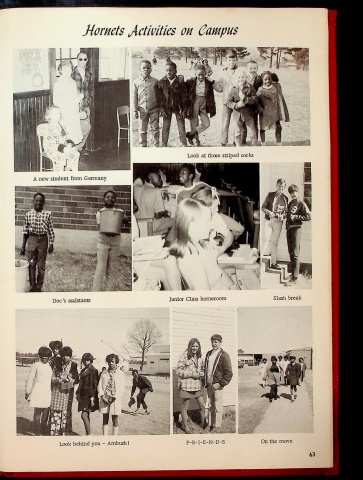 Hornets Activities on Campus
Look at those striped socks
A new student from Germany
Doc's assistants
Junior Class homeroom
Slush break
Look behind you - Ambush!
F-R-I-E-N-D-S
On the move
63